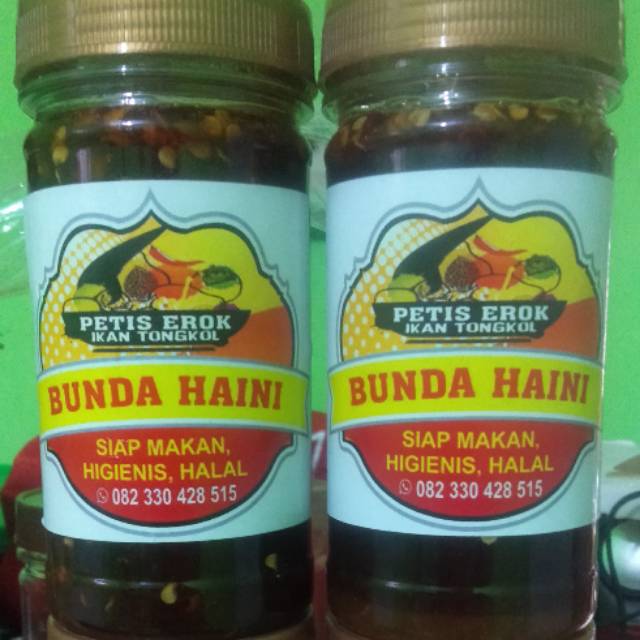 PETIS EROK
IKAN TONGKOL
BUNDA HAINI
SIAP MAKAN,
HIGIENIS, HALAL
082 330 428 515
PETIS EROK
IKAN TONGKOL
BUNDA HAINI
SIAP MAKAN,
HIGIENIS, HALAL
082 330 428 515